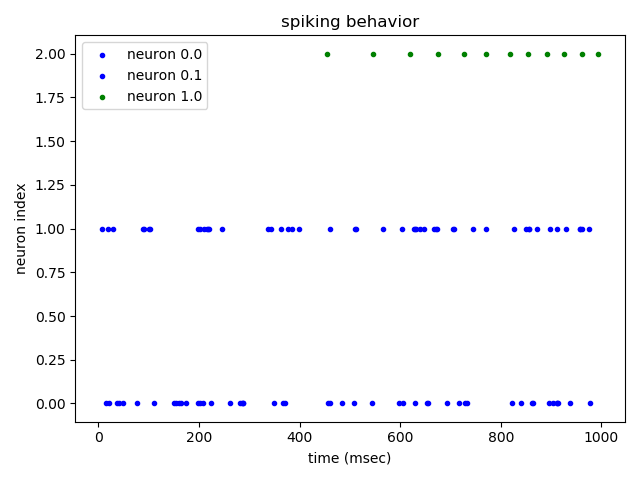 spiking behavior
neuron 0.0
neuron 0.1
neuron 1.0
2.00
1.75
1.50
1.25
1.00
0.75
0.50
0.25
0.00
neuron index
0 200 400 600 800 1000
time (msec)